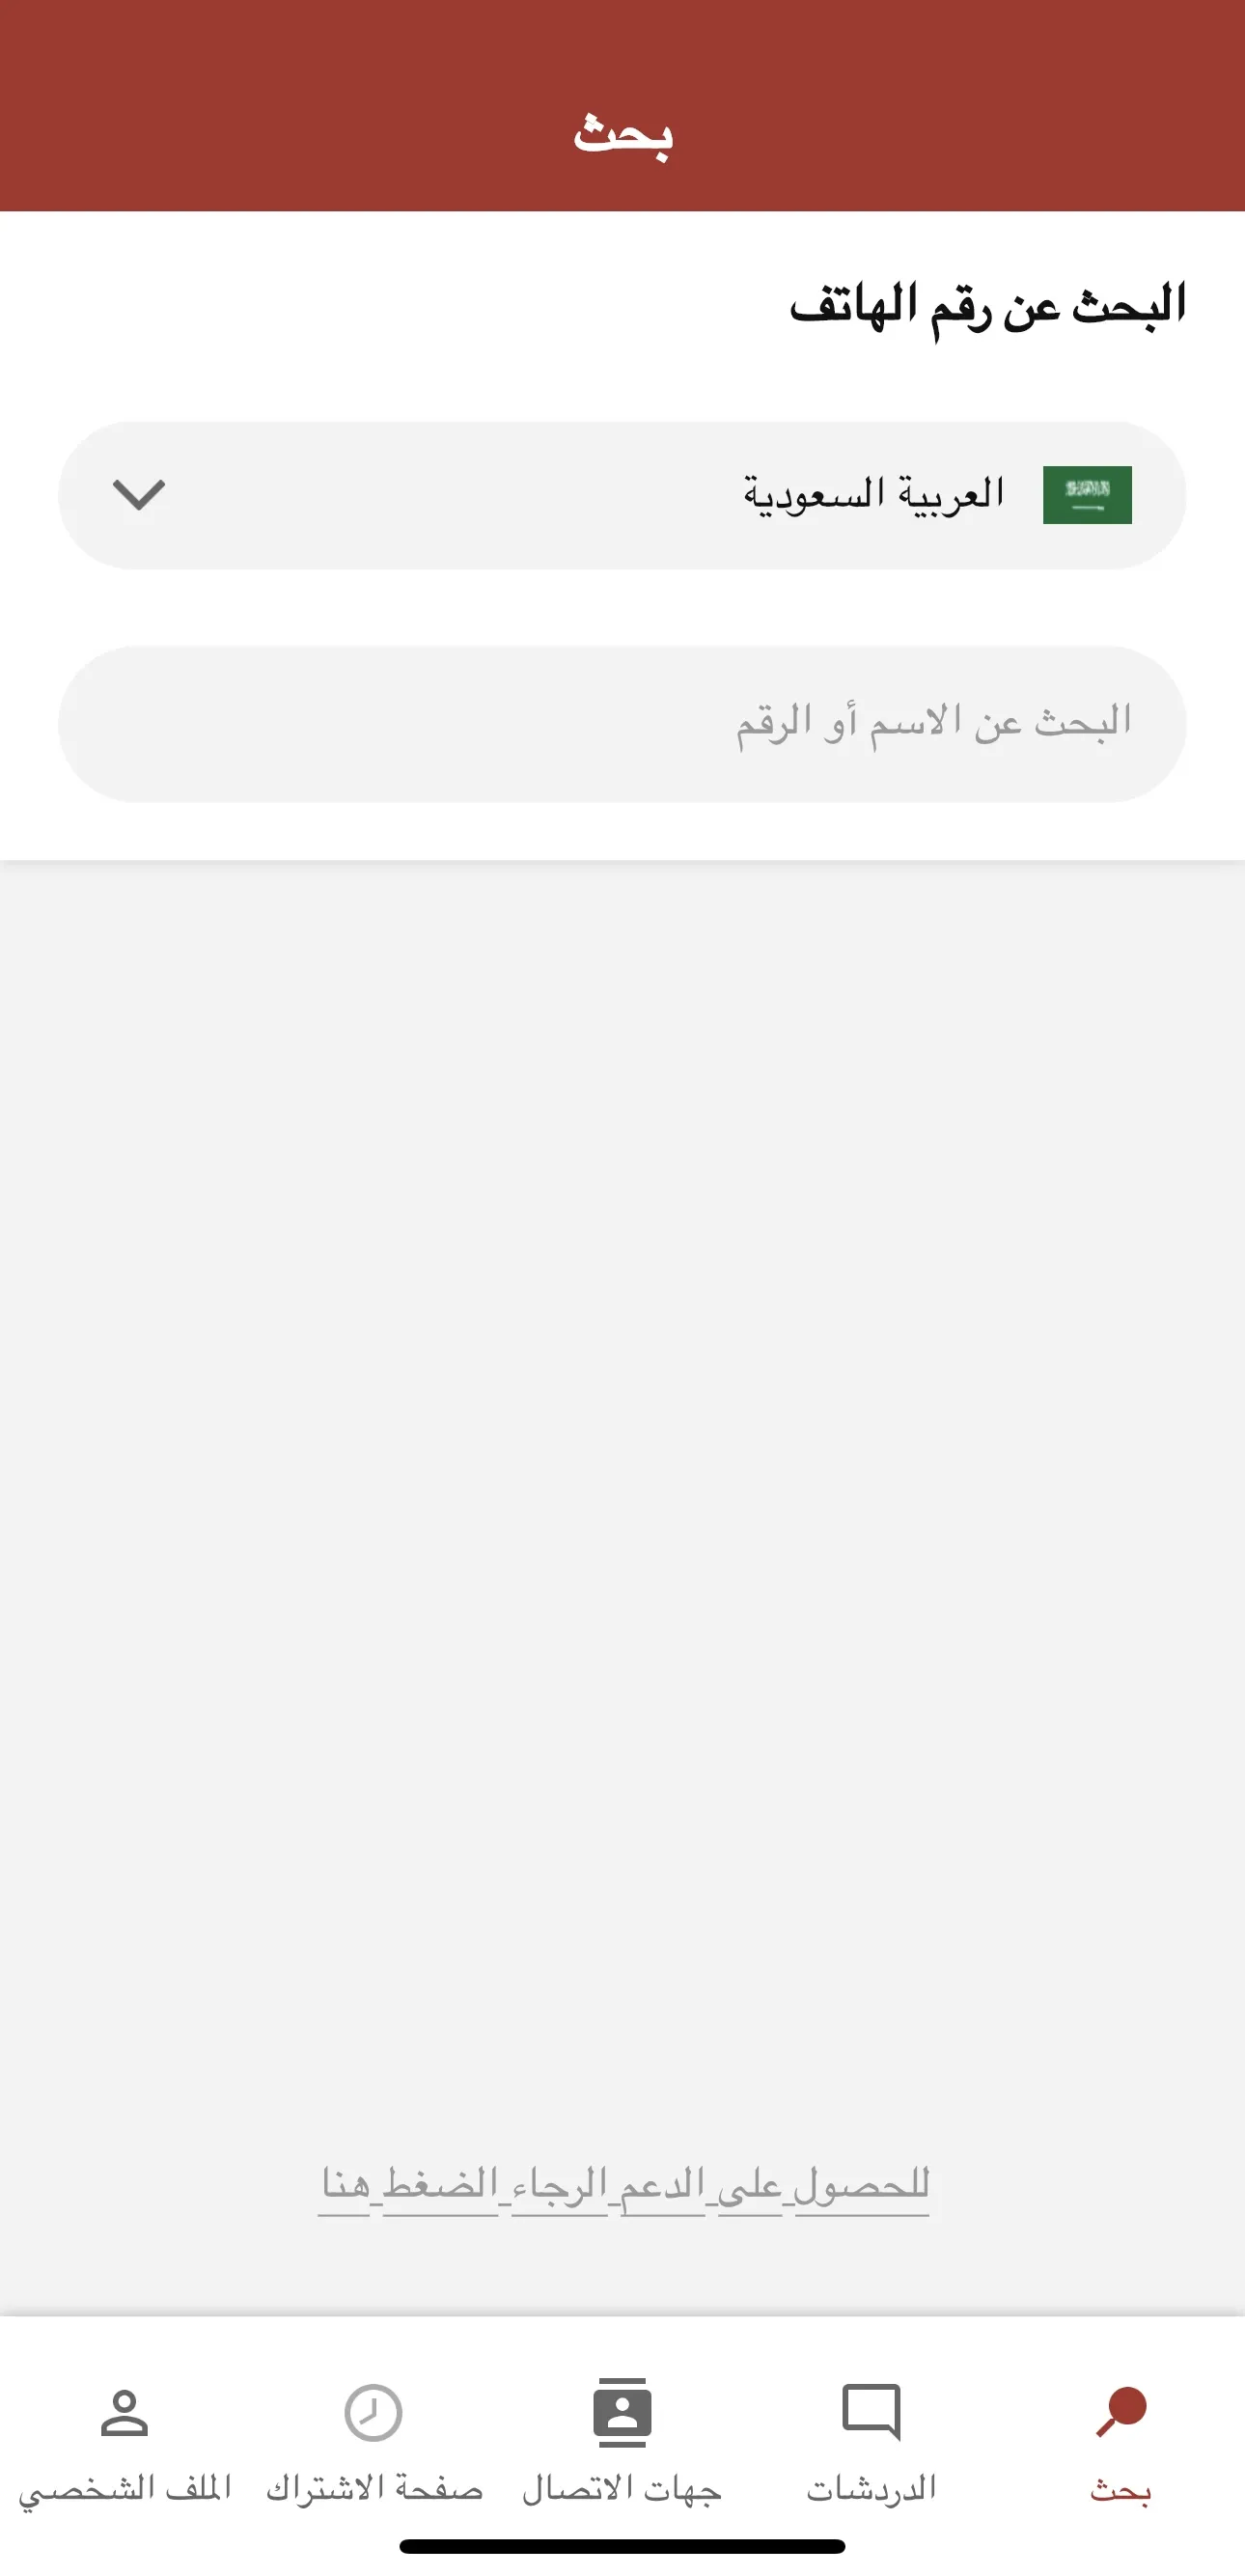 بحث
البحث عن رقم الهاتف
العربية السعودية
البحث عن الاسم أو الرقم
للحصول على الدعم الرجاء الضغط هنا
بحث
الدردشات
جهات الاتصال
صفحة الاشتراك
الملف الشخصي